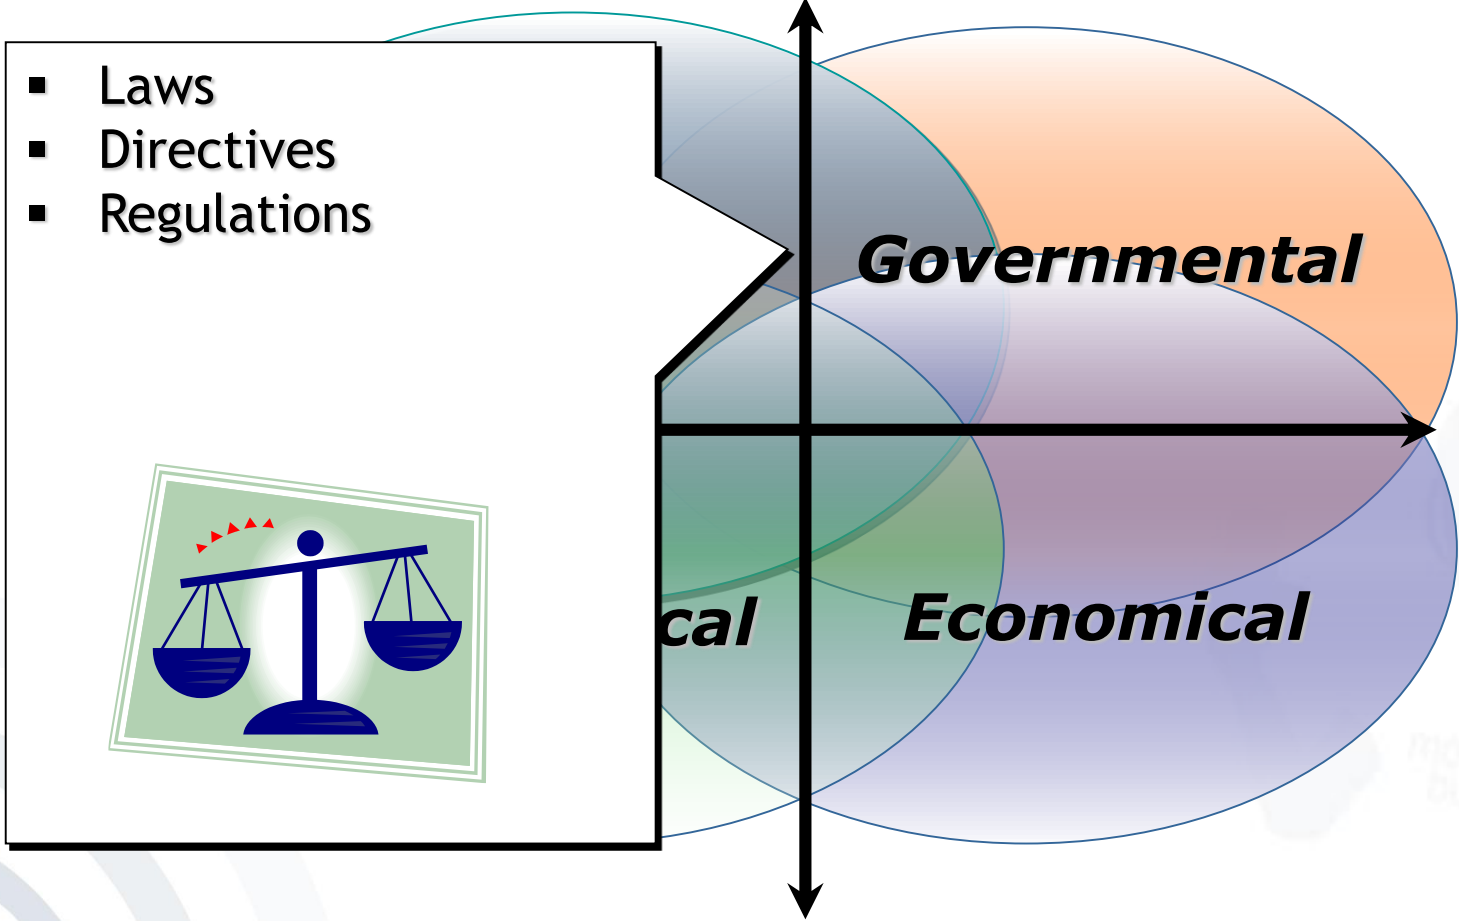 Laws
Directives
Regulations
Governmental
cal
Economical